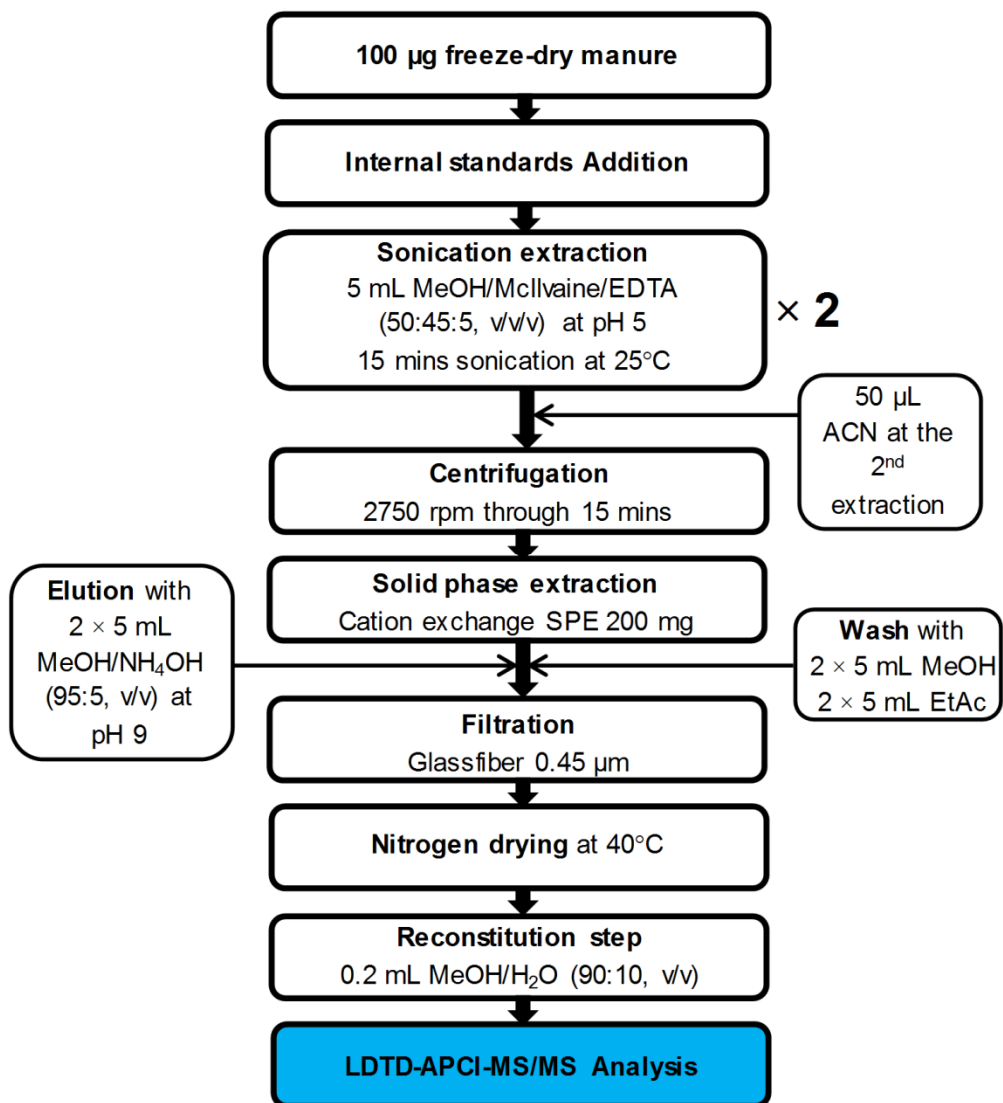 100 µg freeze-dry manure
Internal standards Addition
Sonication extraction
5 mL MeOH/McIlvaine/EDTA
(50:45:5, v/v/v) at pH 5
15 mins sonication at 25°C
× 2
50 µL
ACN at the
2nd
extraction
Centrifugation
2750 rpm through 15 mins
Solid phase extraction
Cation exchange SPE 200 mg
Elution with
2 × 5 mL
MeOH/NH₄OH
(95:5, v/v) at
pH 9
Wash with
2 × 5 mL MeOH
2 × 5 mL EtAc
Filtration
Glassfiber 0.45 µm
Nitrogen drying at 40°C
Reconstitution step
0.2 mL MeOH/H₂O (90:10, v/v)
LDTD-APCI-MS/MS Analysis